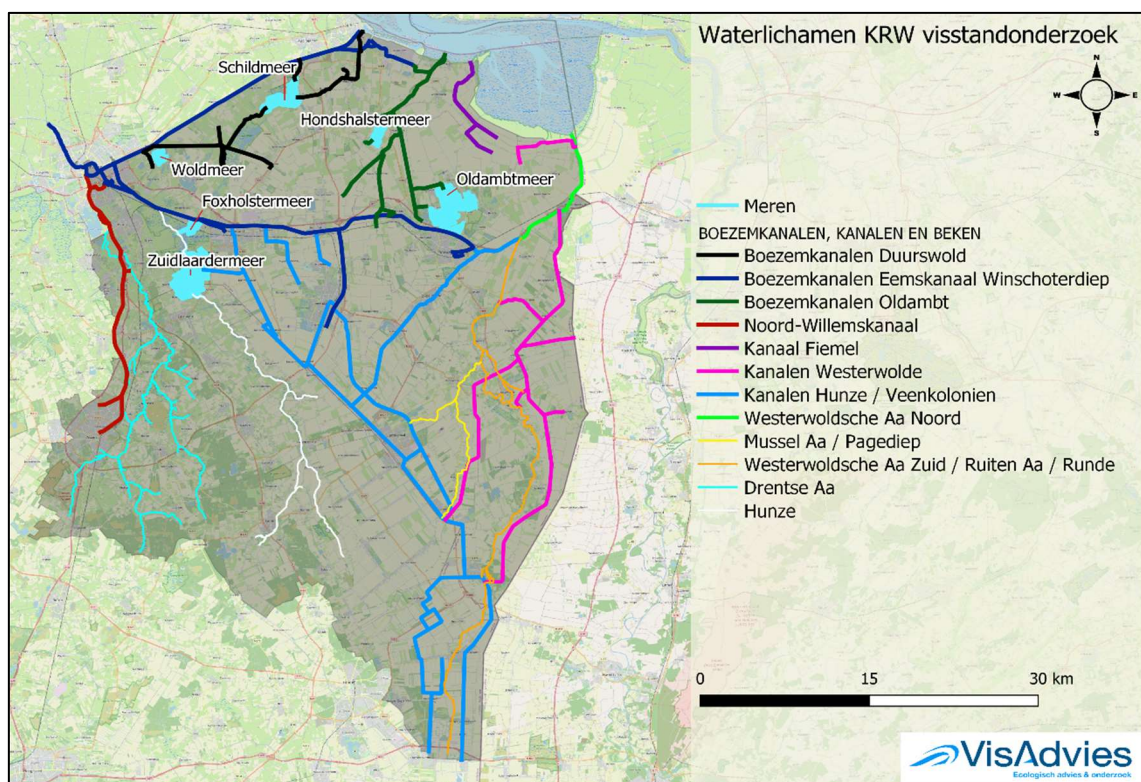 Waterlichamen KRW visstandonderzoek
N
W
E
S
Schildmeer
Hondshalstermeer
Woldmeer
Oldambtmeer
Foxholstermeer
Zuidlaardermeer
Meren
BOEZEMKANALEN, KANALEN EN BEKEN
Boezemkanalen Duurswold
Boezemkanalen Eemskanaal Winschoterdiep
Boezemkanalen Oldambt
Noord-Willemskanaal
Kanaal Fiemel
Kanalen Westerwolde
Kanalen Hunze / Veenkolonien
Westerwoldsche Aa Noord
Mussel Aa / Pagediep
Westerwoldsche Aa Zuid / Ruiten Aa / Runde
Drentse Aa
Hunze
0 15 30 km
VisAdvies
Ecologisch advies & onderzoek